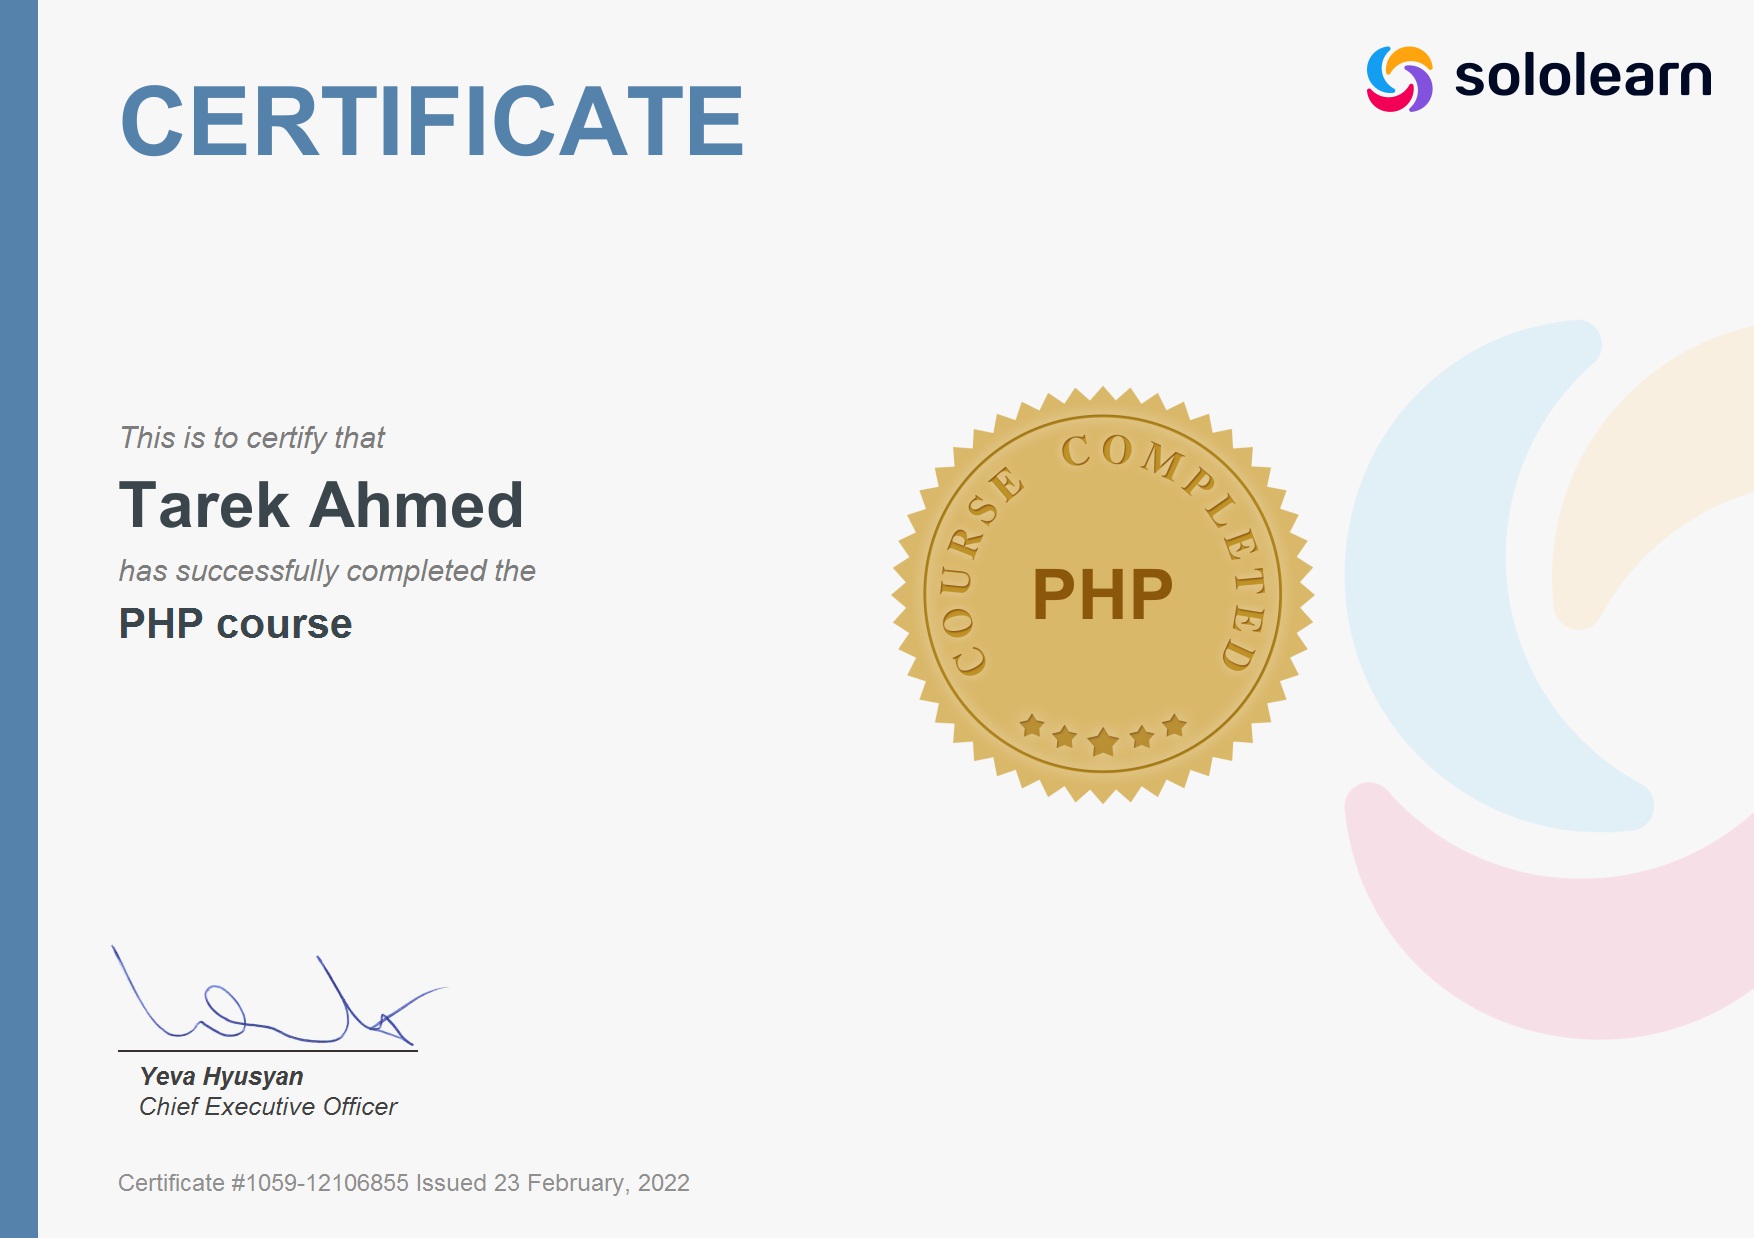 sololearn
CERTIFICATE
This is to certify that
Tarek Ahmed
has successfully completed the
PHP course
COURSE COMPLETED
PHP
Yeva Hyusyan
Chief Executive Officer
Certificate #1059-12106855 Issued 23 February, 2022